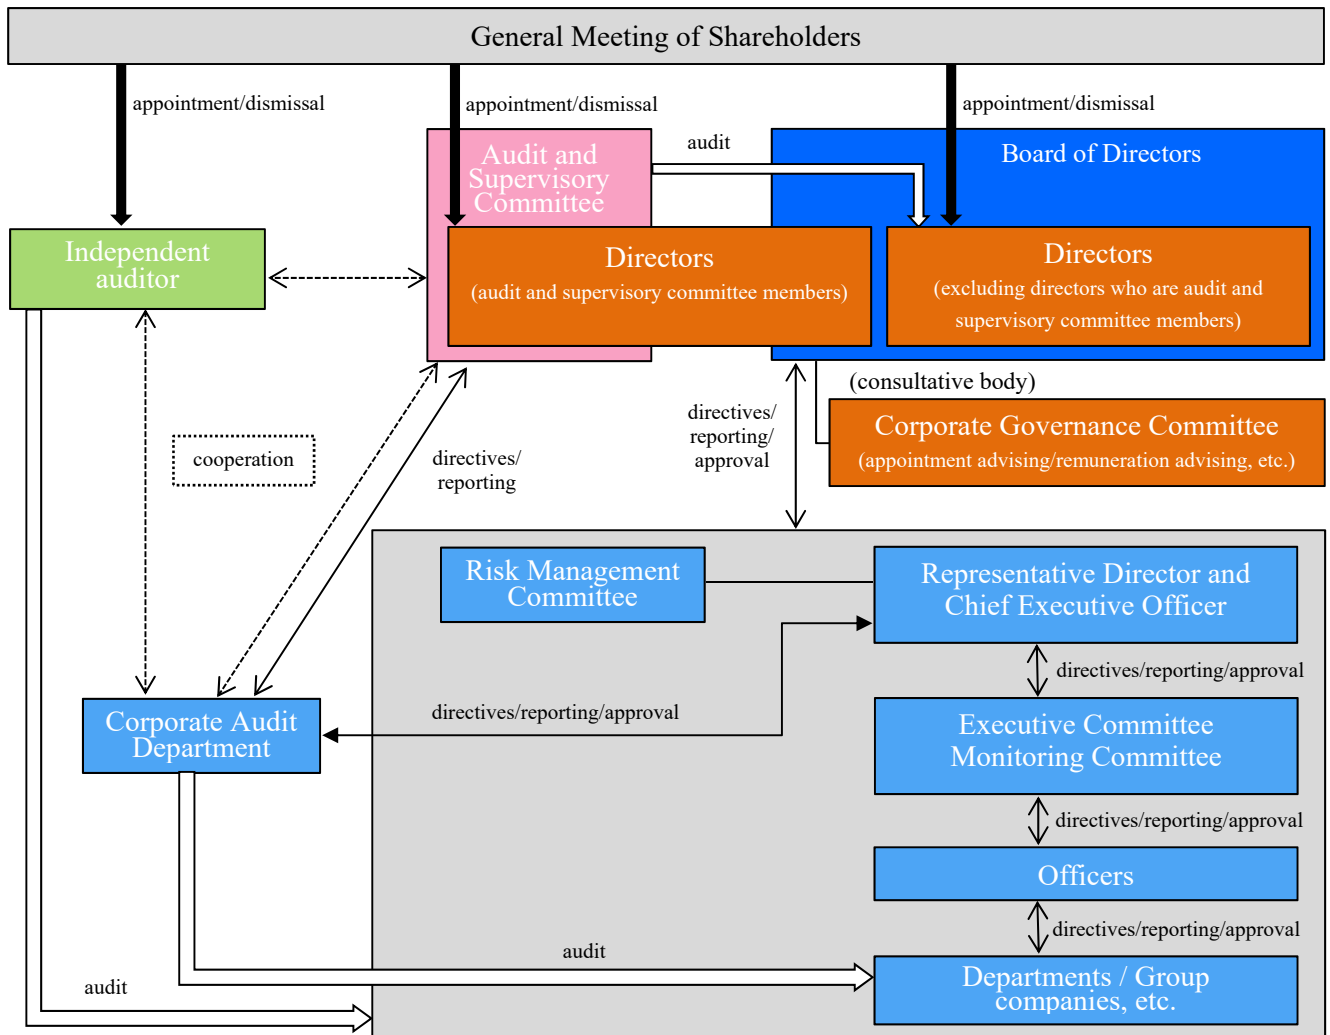 General Meeting of Shareholders
appointment/dismissal
appointment/dismissal
appointment/dismissal
Audit and
Supervisory
Committee
audit
Board of Directors
Independent
auditor
Directors
(audit and supervisory committee members)
Directors
(excluding directors who are audit and
supervisory committee members)
(consultative body)
Corporate Governance Committee
(appointment advising/remuneration advising, etc.)
directives/
reporting/
approval
cooperation
directives/
reporting
Risk Management
Committee
Representative Director and
Chief Executive Officer
directives/reporting/approval
Corporate Audit
Department
directives/reporting/approval
Executive Committee
Monitoring Committee
directives/reporting/approval
Officers
directives/reporting/approval
audit
Departments / Group
companies, etc.
audit